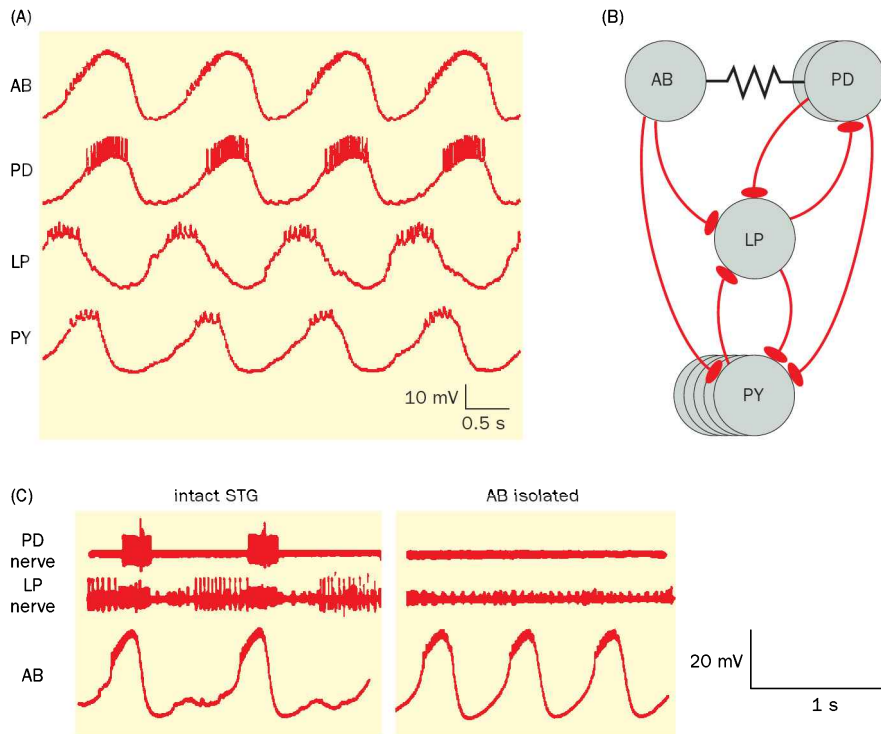 (A)
AB
PD
LP
PY
10 mV
0.5 s
(B)
AB
PD
LP
PY
(C)
intact STG
AB isolated
PD
nerve
LP
nerve
AB
20 mV
1 s